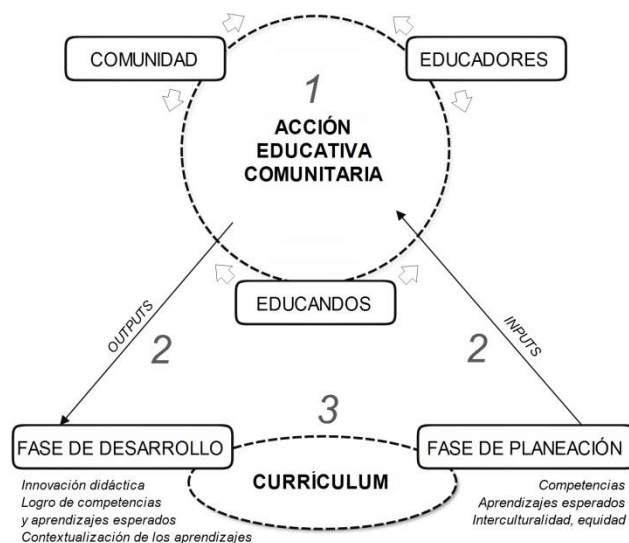 COMUNIDAD
EDUCADORES
1
ACCIÓN
EDUCATIVA
COMUNITARIA
EDUCANDOS
OUTPUTS
2
2
INPUTS
3
FASE DE DESARROLLO
FASE DE PLANEACIÓN
CURRÍCULUM
Innovación didáctica
Logro de competencias
y aprendizajes esperados
Contextualización de los aprendizajes
Competencias
Aprendizajes esperados
Interculturalidad, equidad